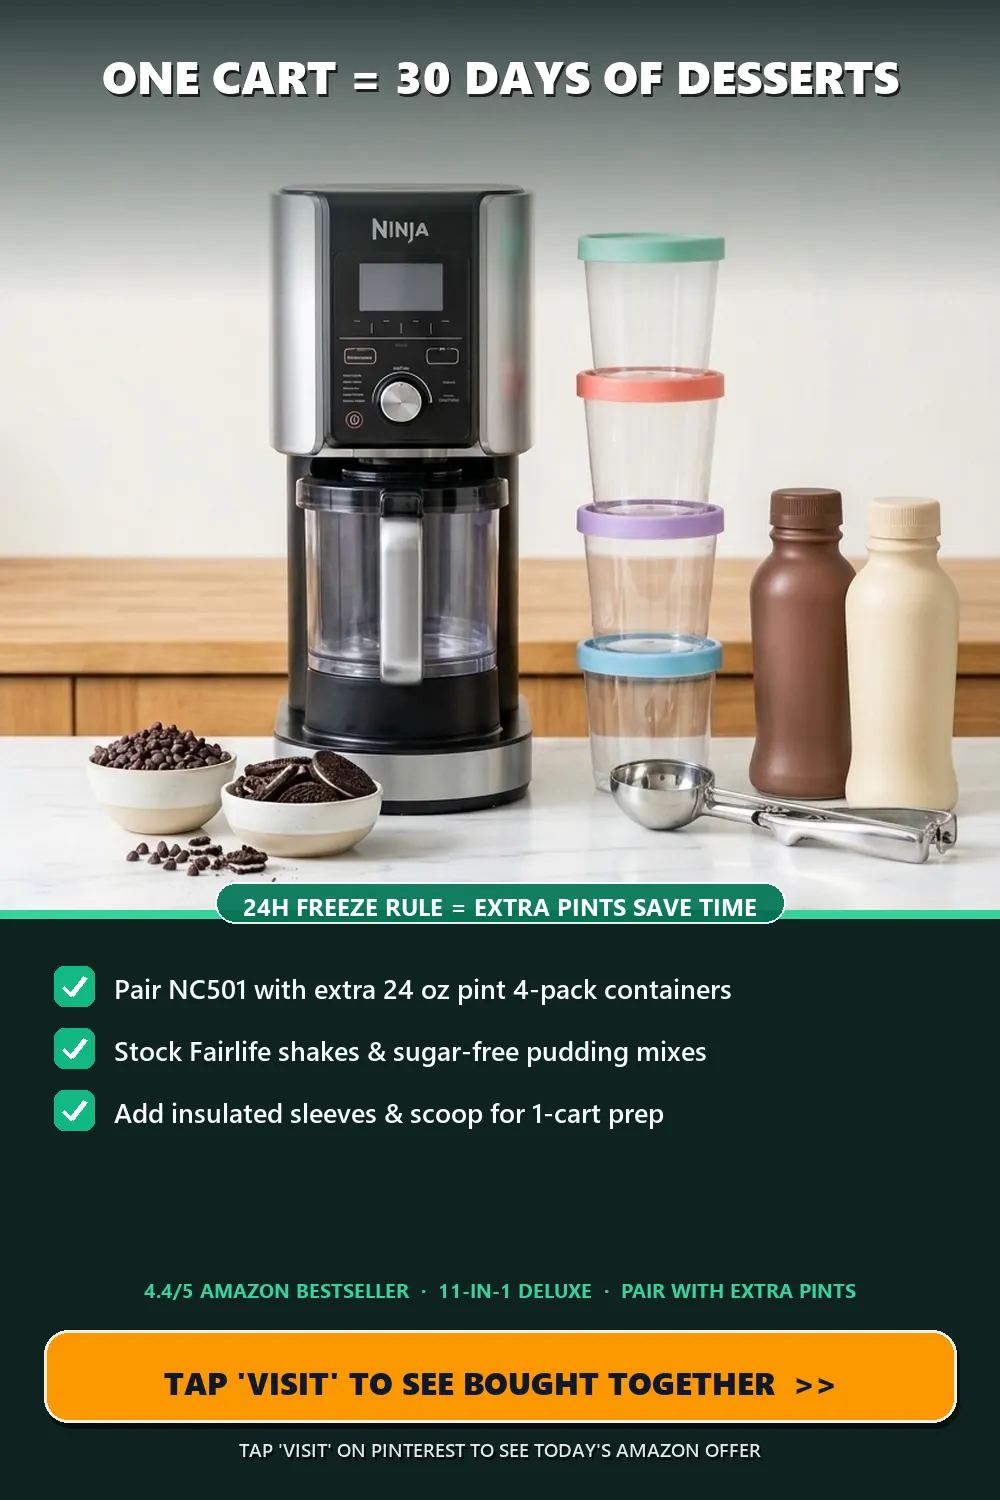 ONE CART = 30 DAYS OF DESSERTS
NINJA
24H FREEZE RULE = EXTRA PINTS SAVE TIME
Pair NC501 with extra 24 oz pint 4-pack containers
Stock Fairlife shakes & sugar-free pudding mixes
Add insulated sleeves & scoop for 1-cart prep
4.4/5 AMAZON BESTSELLER · 11-IN-1 DELUXE · PAIR WITH EXTRA PINTS
TAP 'VISIT' TO SEE BOUGHT TOGETHER >>
TAP 'VISIT' ON PINTEREST TO SEE TODAY'S AMAZON OFFER